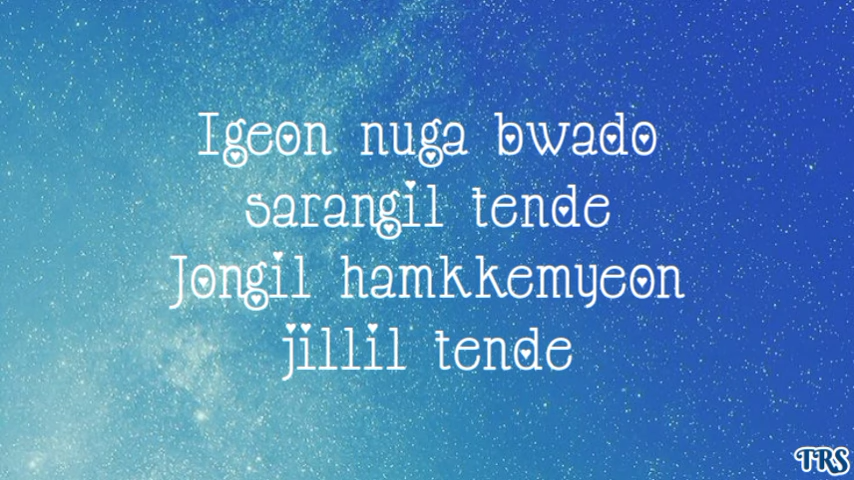 Igeon nuga bwado
sarangil tende
Jongil hamkkemyeon
jillil tende
TRS